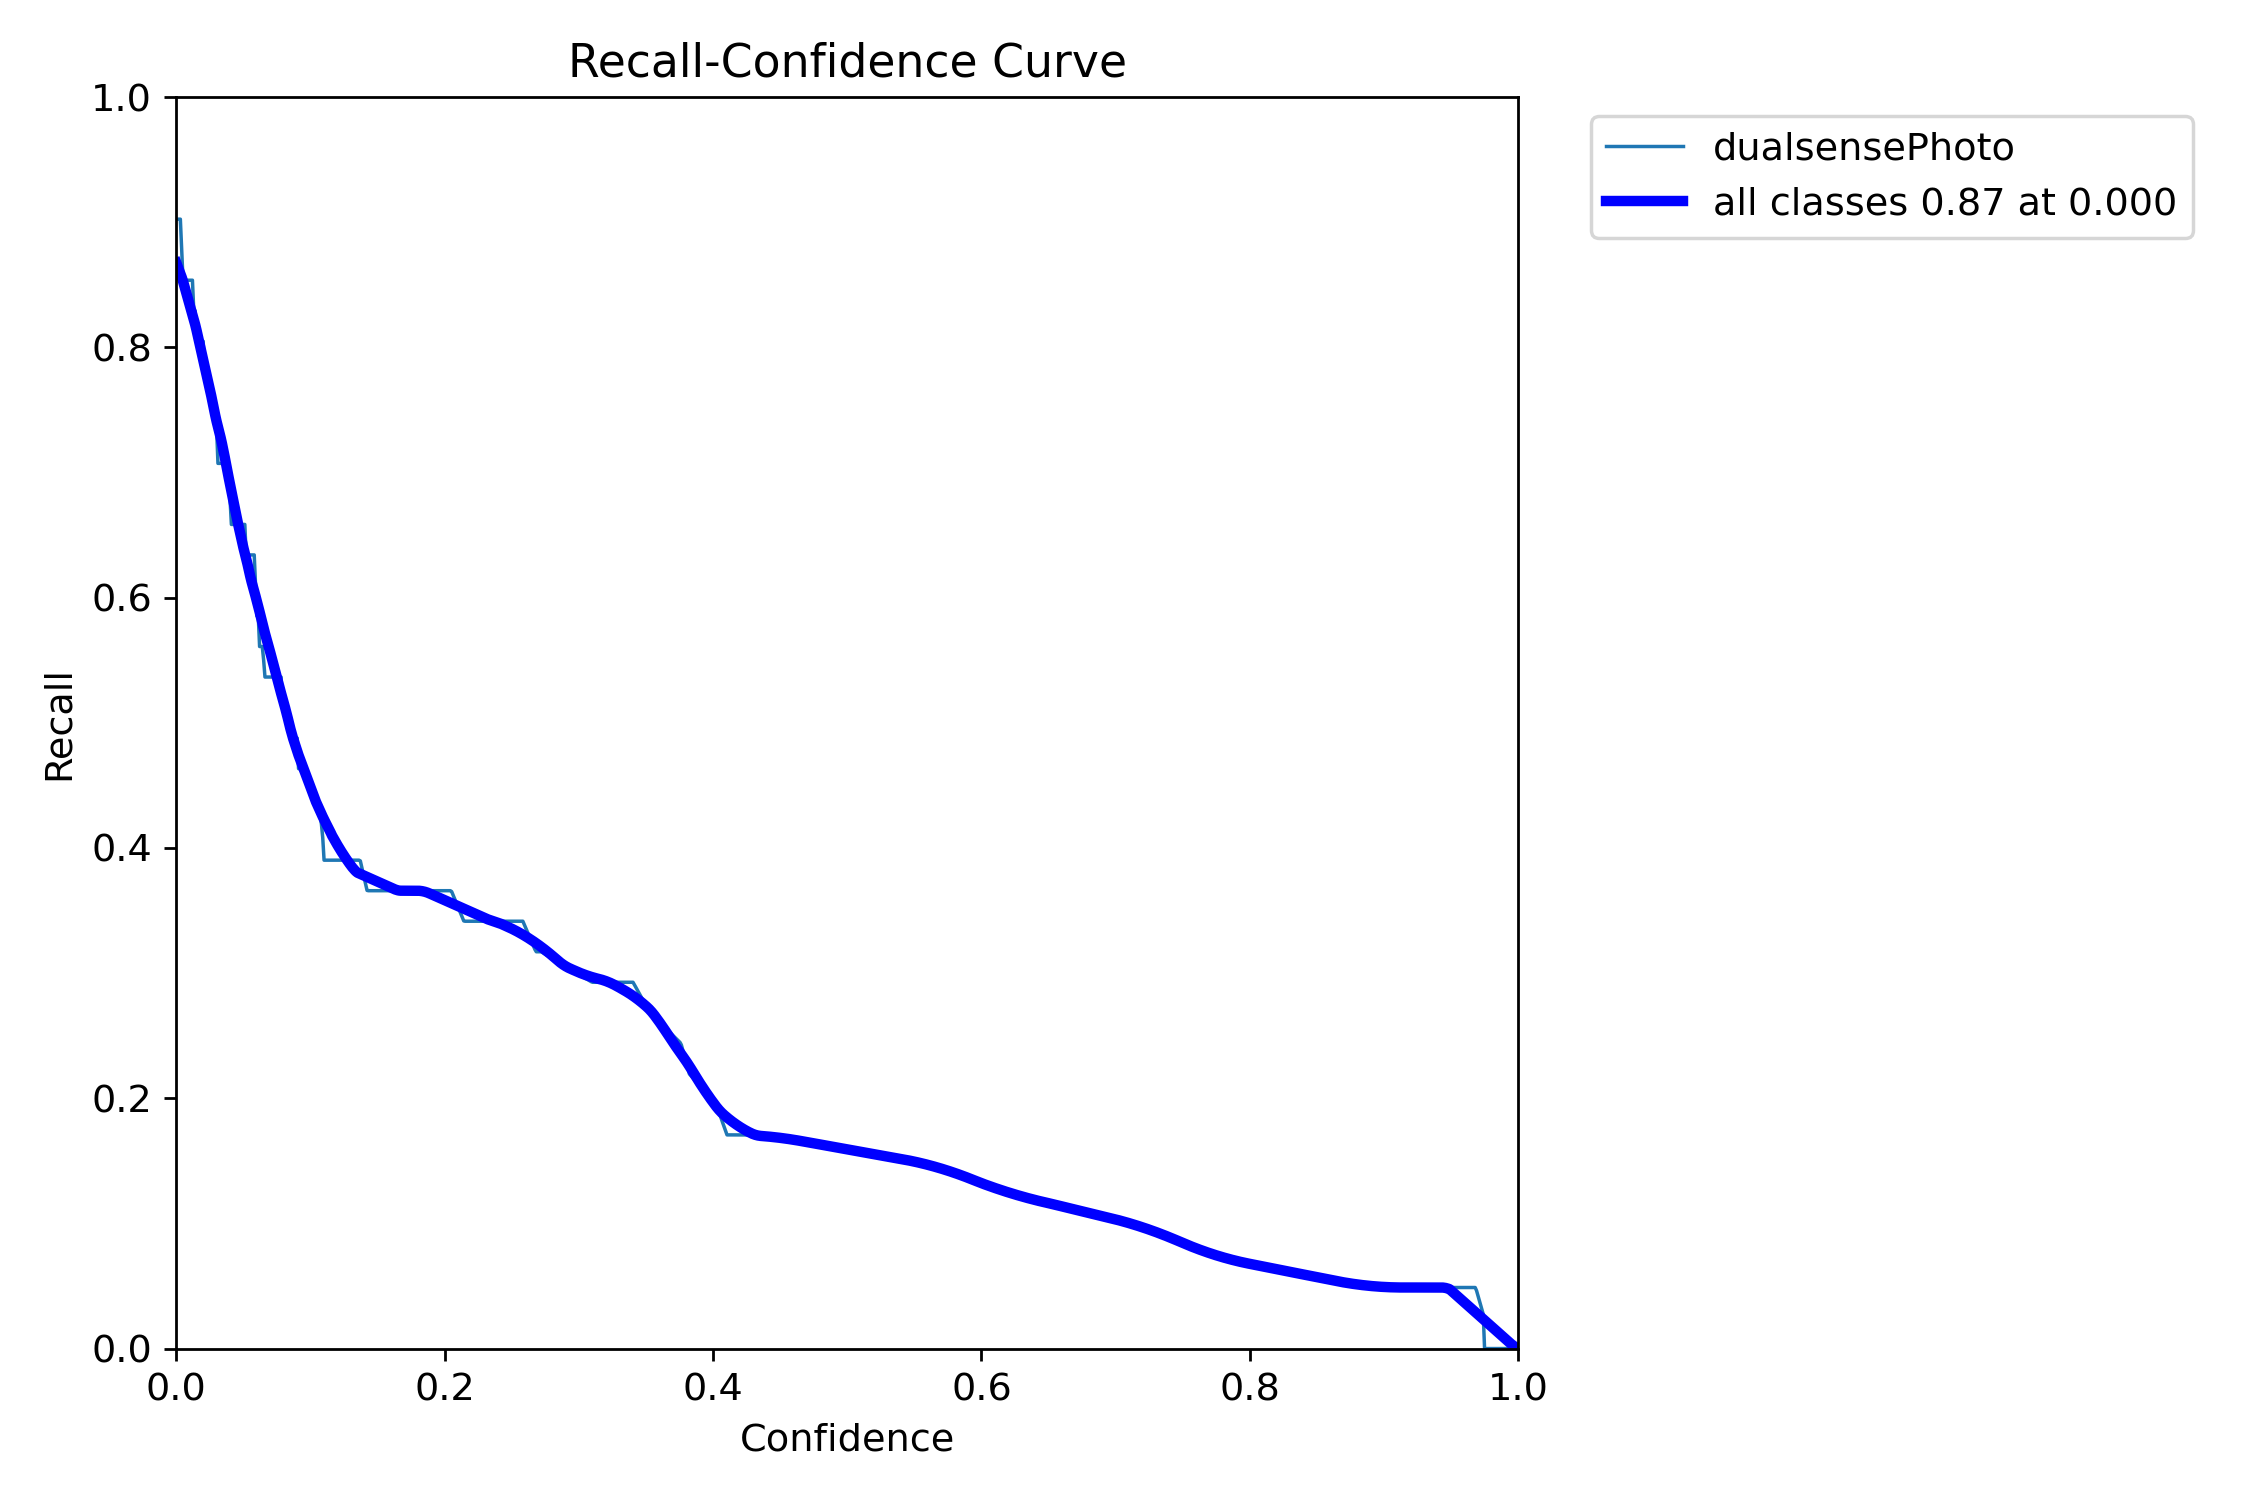 Recall-Confidence Curve
1.0
0.8
0.6
0.4
0.2
0.0
Recall
0.0 0.2 0.4 0.6 0.8 1.0
Confidence
dualsensePhoto
all classes 0.87 at 0.000